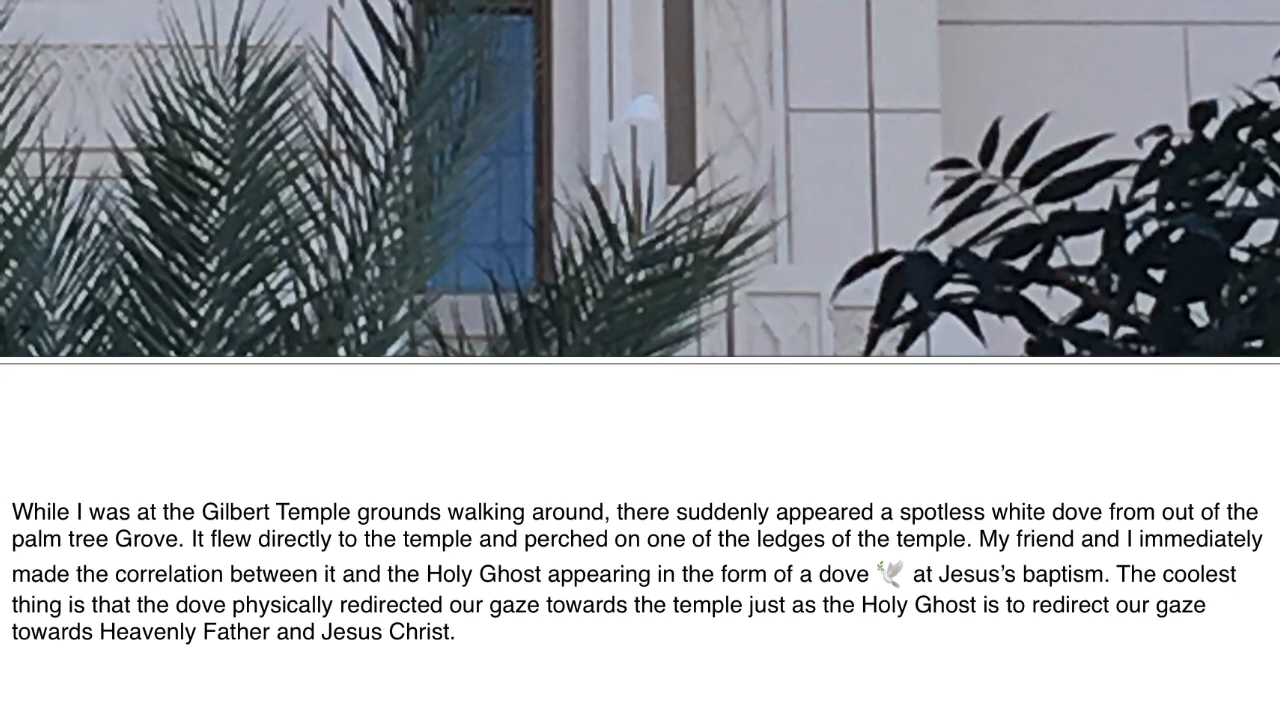 While I was at the Gilbert Temple grounds walking around, there suddenly appeared a spotless white dove from out of the
palm tree Grove. It flew directly to the temple and perched on one of the ledges of the temple. My friend and I immediately
made the correlation between it and the Holy Ghost appearing in the form of a dove 🕊️ at Jesus’s baptism. The coolest
thing is that the dove physically redirected our gaze towards the temple just as the Holy Ghost is to redirect our gaze
towards Heavenly Father and Jesus Christ.